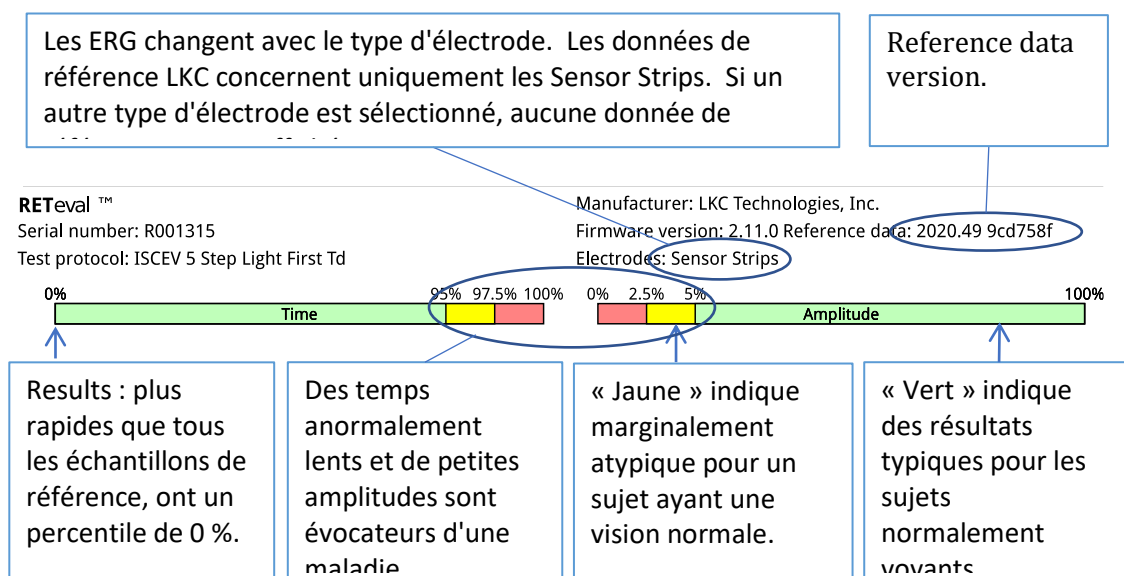 Les ERG changent avec le type d'électrode. Les données de
référence LKC concernent uniquement les Sensor Strips. Si un
autre type d'électrode est sélectionné, aucune donnée de
Reference data
version.
RETeval ™
Serial number: R001315
Test protocol: ISCEV 5 Step Light First Td
Manufacturer: LKC Technologies, Inc.
Firmware version: 2.11.0 Reference data: 2020.49 9cd758f
Electrodes: Sensor Strips
0% 95% 97.5% 100%
Time
0% 2.5% 5% 100%
Amplitude
Results : plus
rapides que tous
les échantillons de
référence, ont un
percentile de 0 %.
Des temps
anormalement
lents et de petites
amplitudes sont
évocateurs d'une
maladie
« Jaune » indique
marginalement
atypique pour un
sujet ayant une
vision normale.
« Vert » indique
des résultats
typiques pour les
sujets
normalement
voyants